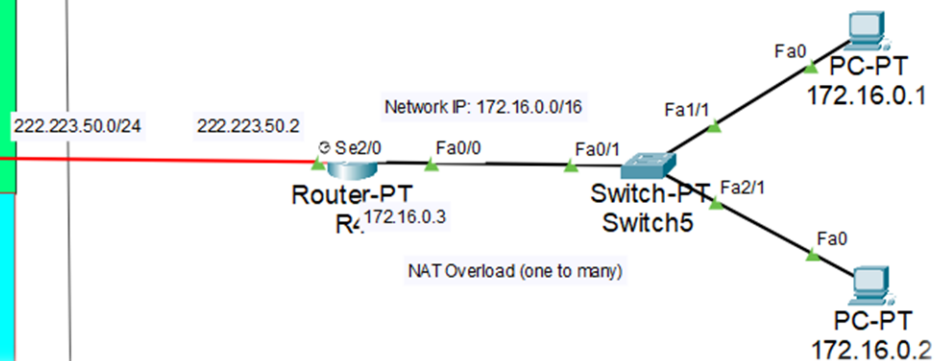 Fa0
PC-PT
172.16.0.1
Network IP: 172.16.0.0/16
Fa1/1
222.223.50.0/24
222.223.50.2
Se2/0
Fa0/0
Fa0/1
Router-PT
R4
172.16.0.3
Switch-PT
Switch5
Fa2/1
Fa0
NAT Overload (one to many)
PC-PT
172.16.0.2